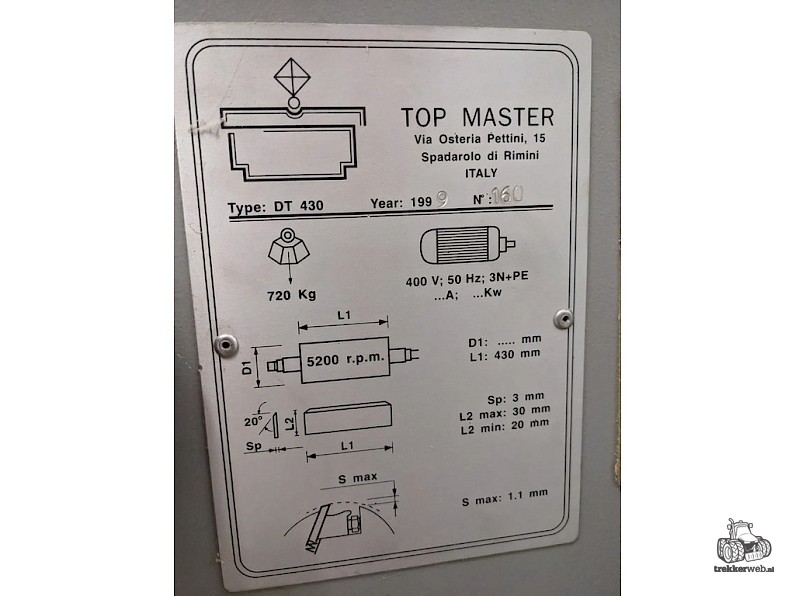 TOP MASTER
Via Osteria Pettini, 15
Spadarolo di Rimini
ITALY
Type: DT 430 Year: 1999 N°: 160
720 Kg
400 V; 50 Hz; 3N+PE
...A; ...Kw
L1
D1
5200 r.p.m.
D1: ..... mm
L1: 430 mm
20°
L2
Sp
L1
Sp: 3 mm
L2 max: 30 mm
L2 min: 20 mm
S max
S max: 1.1 mm
trekkerweb.nl